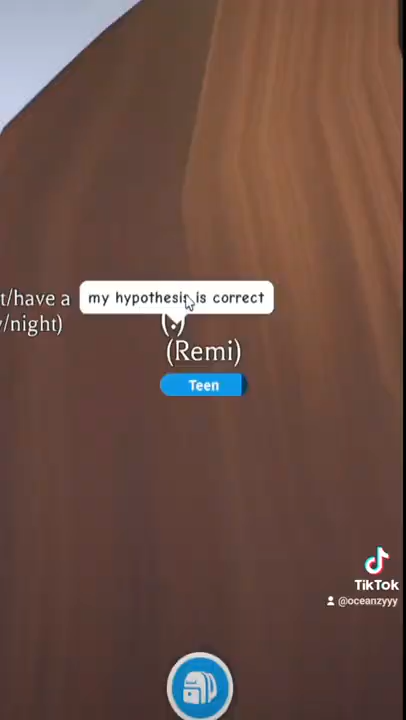 t/have a
my hypothesis is correct
/night)
(•)
(Remi)
Teen
TikTok
@oceanzyyy